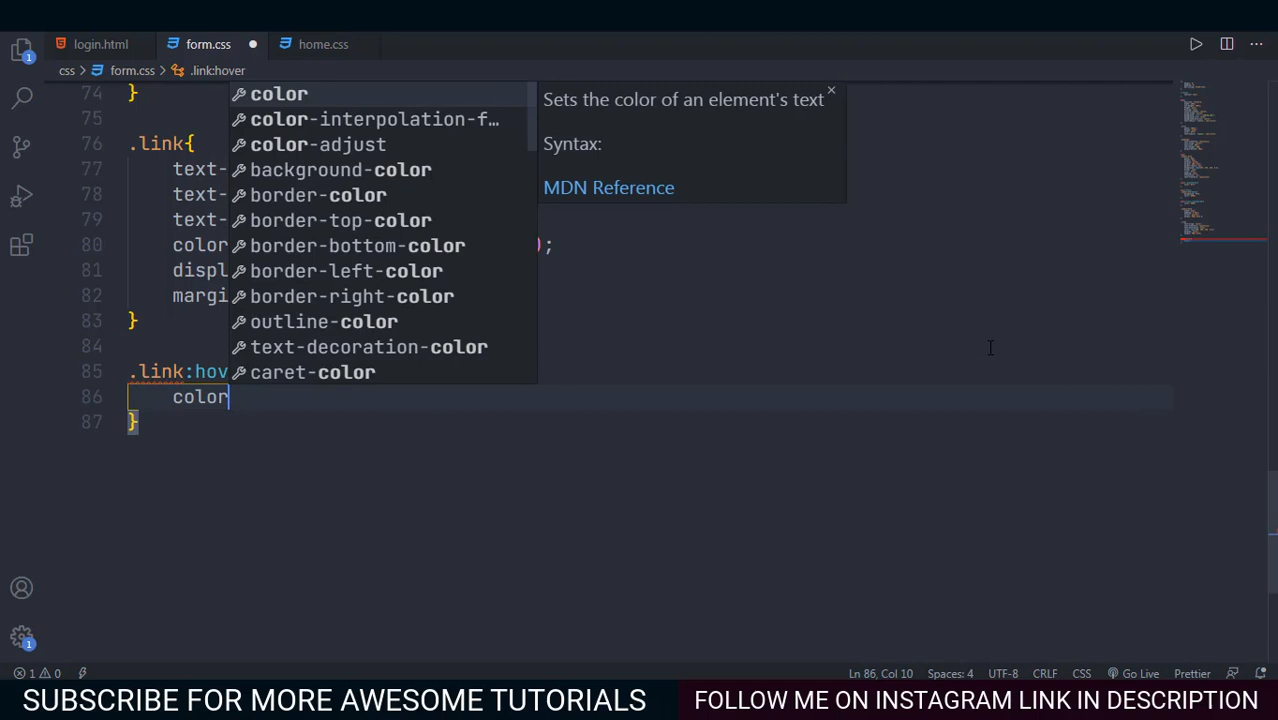 login.html form.css home.css
css form.css .link:hover
74 }
75
76 .link{
77 text-
78 text-
79 text-
80 color );
81 displ
82 margi
83 }
84
85 .link:hov
86 color
87 }
color
color-interpolation-f…
color-adjust
background-color
border-color
border-top-color
border-bottom-color
border-left-color
border-right-color
outline-color
text-decoration-color
caret-color
Sets the color of an element's text
Syntax:
MDN Reference
1
1
1 0 Ln 86, Col 10 Spaces: 4 UTF-8 CRLF CSS Go Live Prettier
SUBSCRIBE FOR MORE AWESOME TUTORIALS FOLLOW ME ON INSTAGRAM LINK IN DESCRIPTION